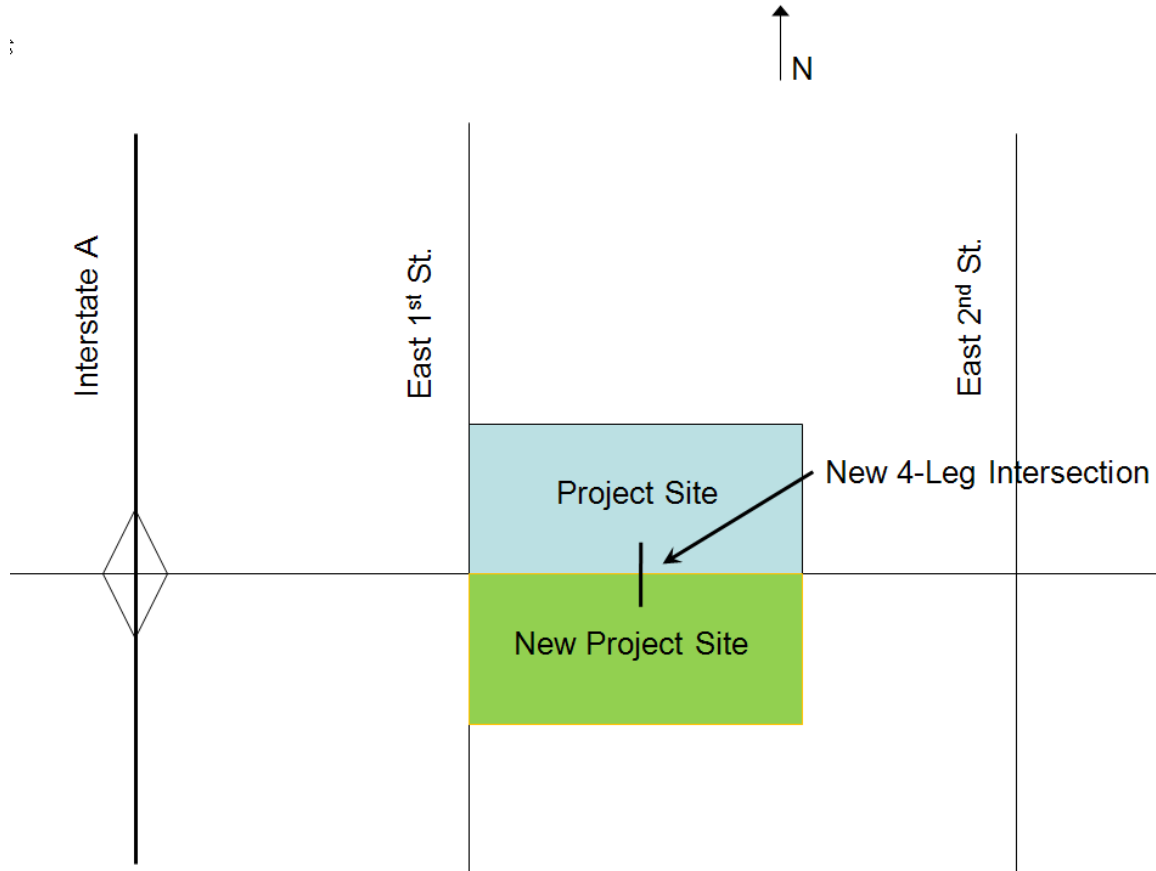 N
Interstate A
East 1st St.
East 2nd St.
New 4-Leg Intersection
Project Site
New Project Site